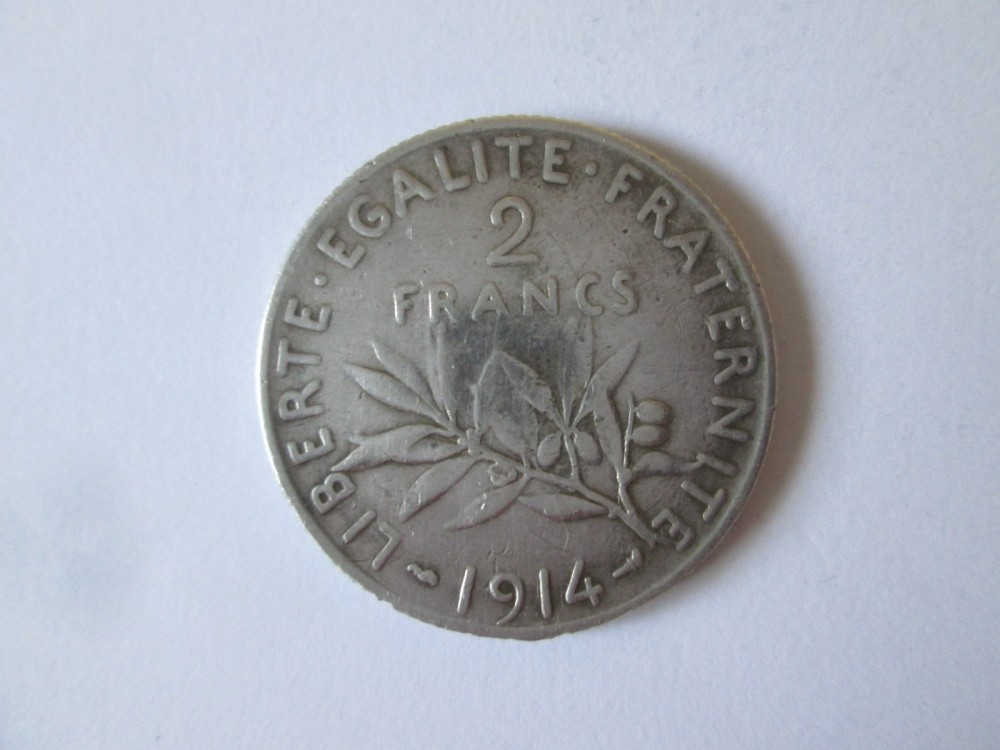 LIBERTE · EGALITE · FRATERNITE
2
FRANCS
1914